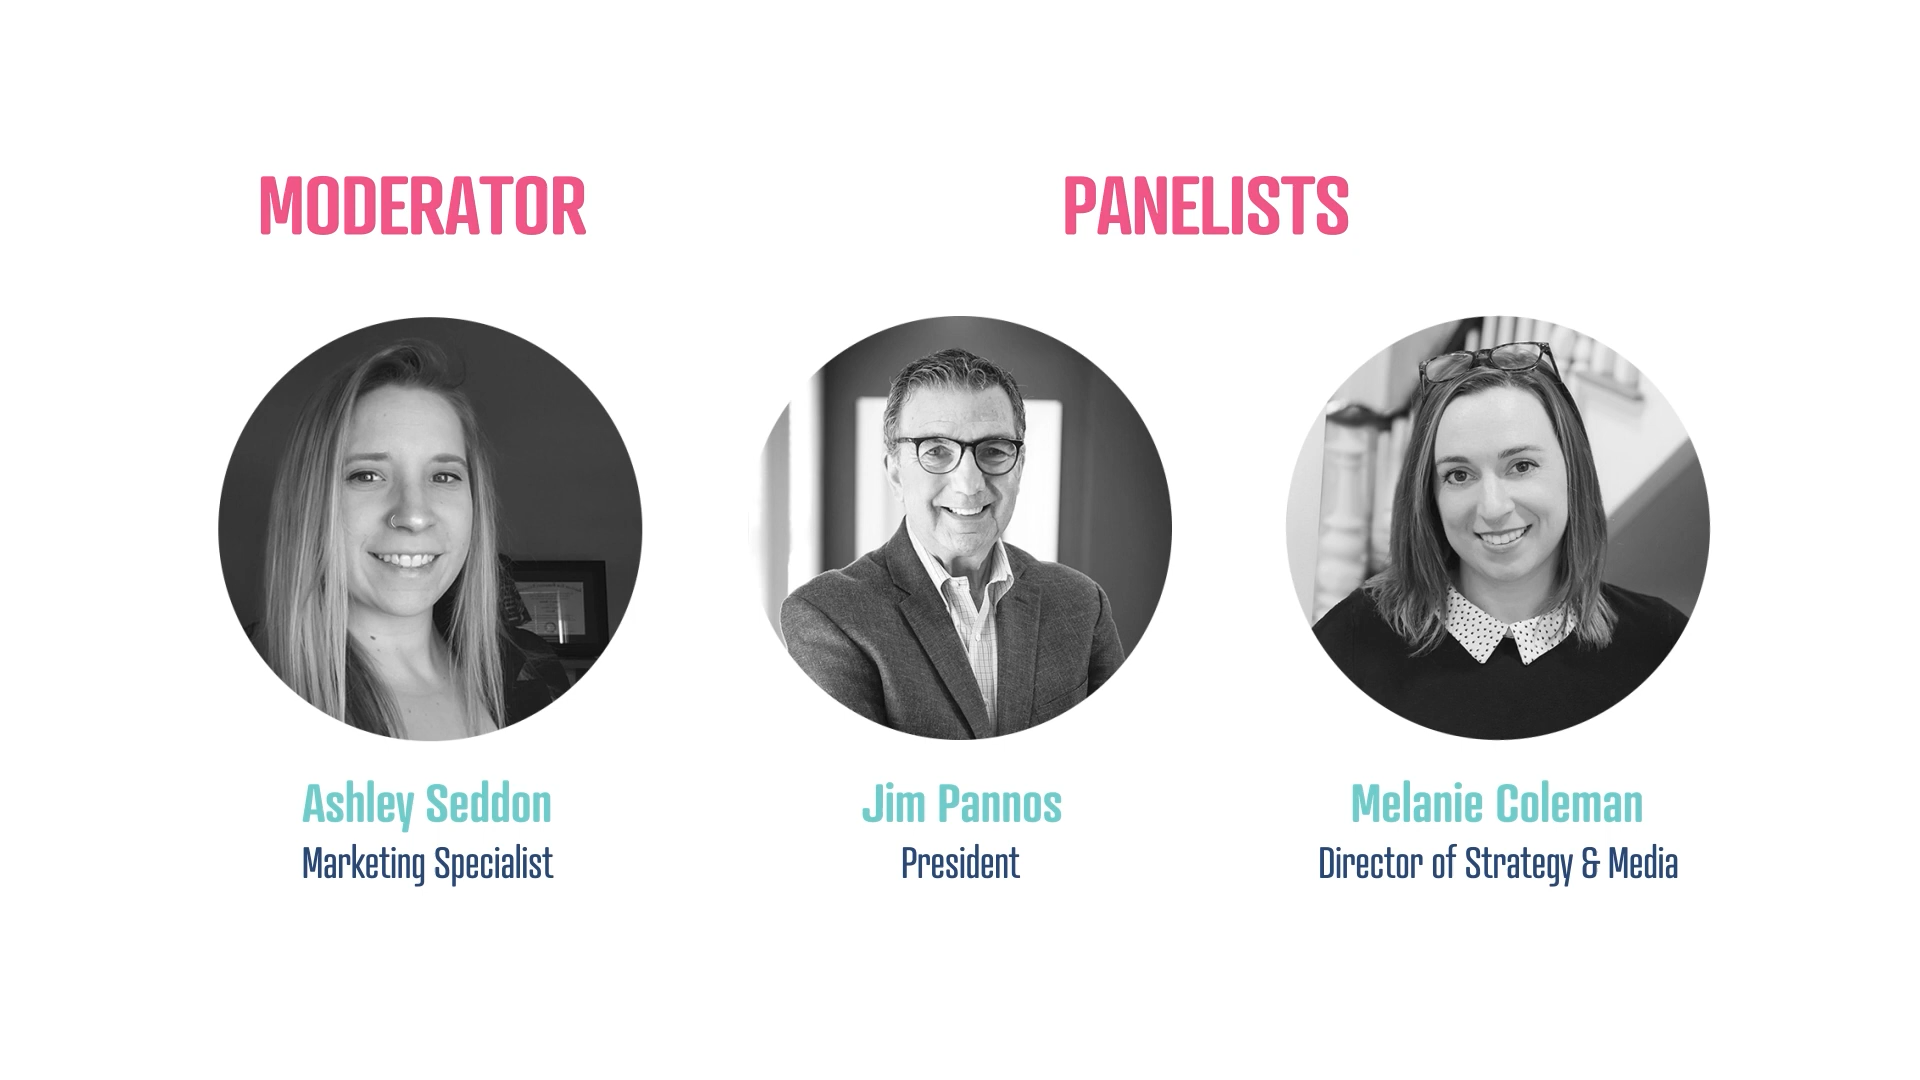 MODERATOR
PANELISTS
Ashley Seddon
Marketing Specialist
Jim Pannos
President
Melanie Coleman
Director of Strategy & Media